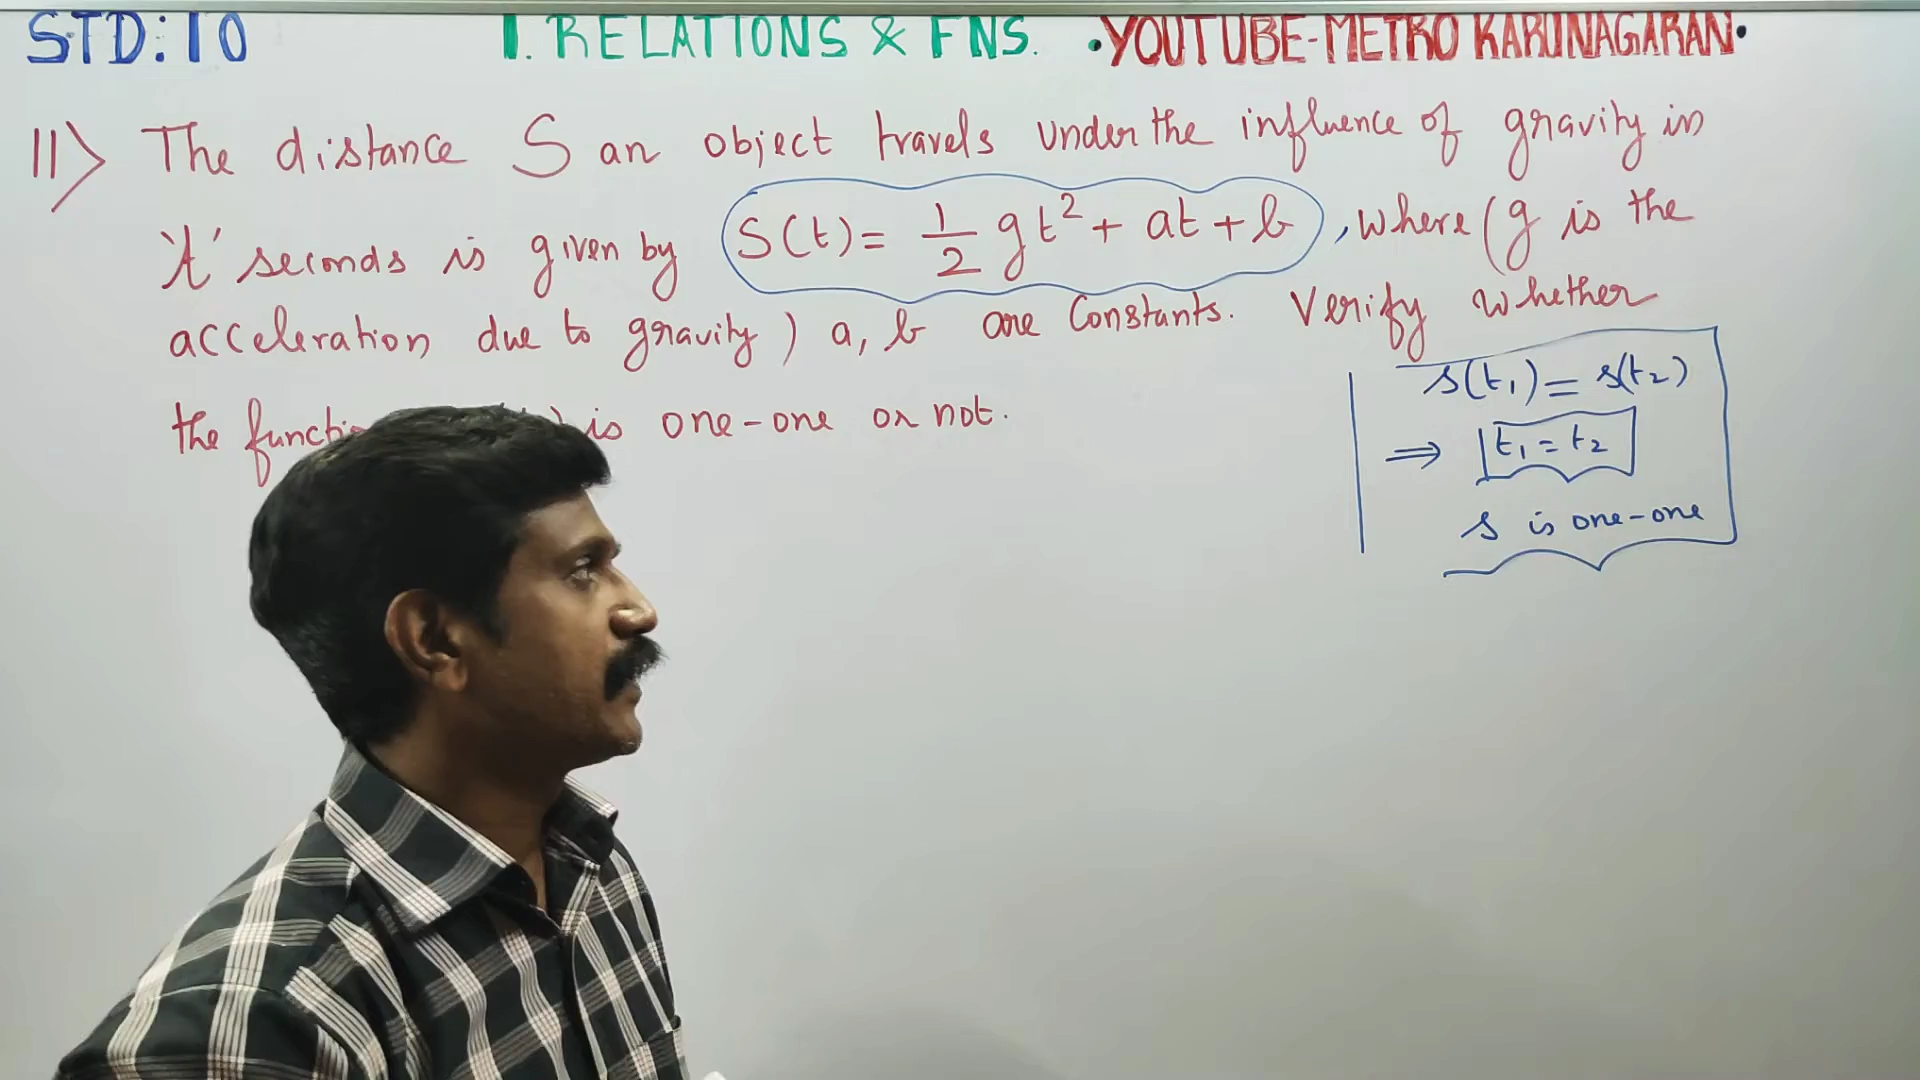 STD:10
1. RELATIONS & FNS.
•YOUTUBE-METRO KARUNAGARAN•
11> The distance S an object travels under the influence of gravity in
't' seconds is given by S(t) = 1/2 gt² + at + b, where (g is the
acceleration due to gravity) a, b are constants. Verify whether
the is one-one or not.
s(t₁) = s(t₂)
⇒ t₁ = t₂
s is one-one